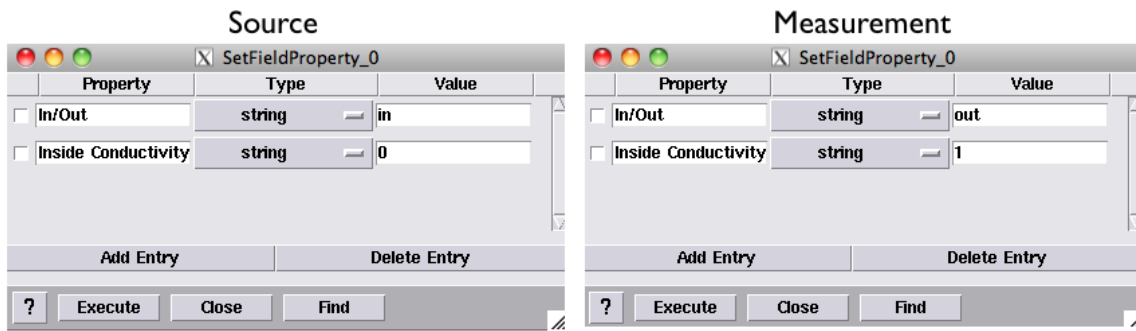 Source
SetFieldProperty_0
Property Type Value
In/Out string in
Inside Conductivity string 0
Add Entry Delete Entry
? Execute Close Find
Measurement
SetFieldProperty_0
Property Type Value
In/Out string out
Inside Conductivity string 1
Add Entry Delete Entry
? Execute Close Find